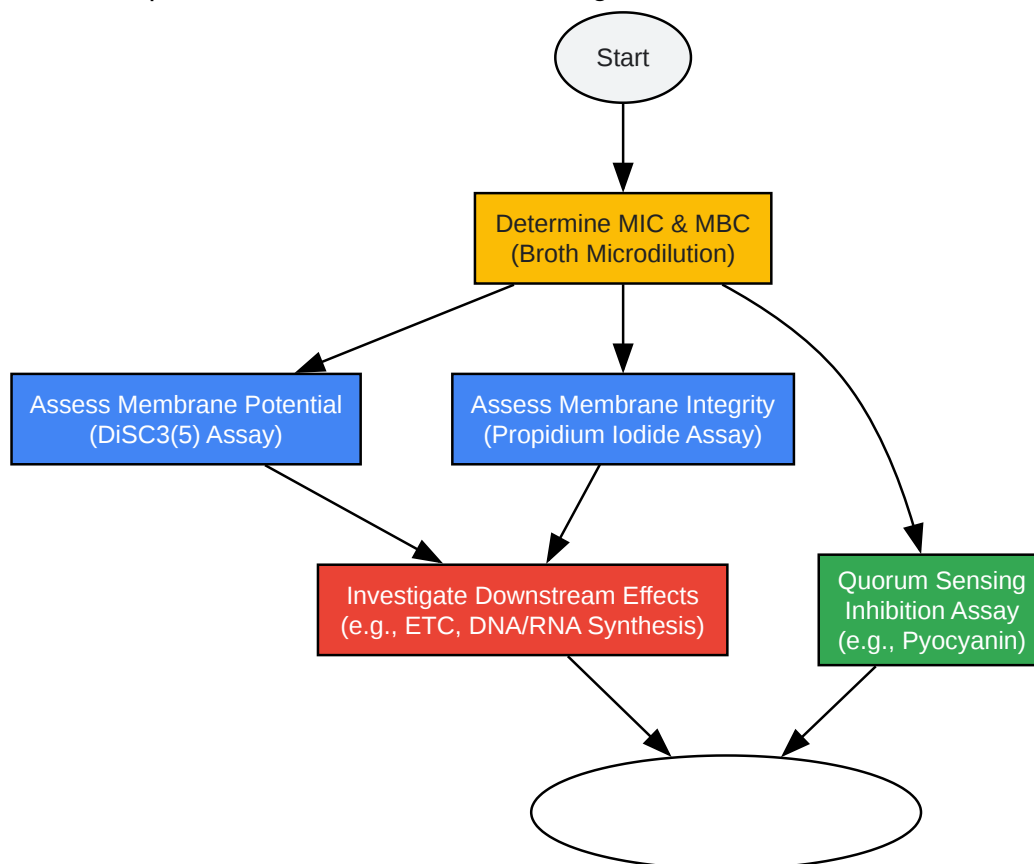 Start
Determine MIC & MBC
(Broth Microdilution)
Assess Membrane Potential
(DiSC3(5) Assay)
Assess Membrane Integrity
(Propidium Iodide Assay)
Investigate Downstream Effects
(e.g., ETC, DNA/RNA Synthesis)
Quorum Sensing
Inhibition Assay
(e.g., Pyocyanin)